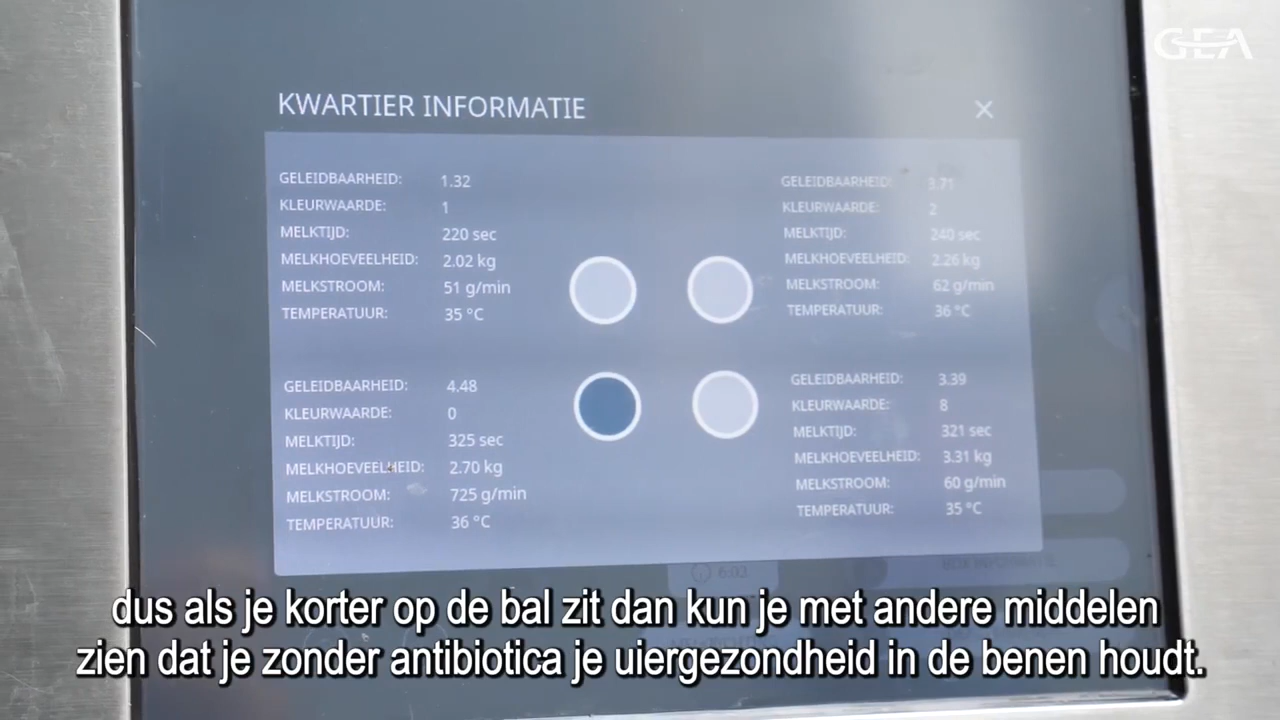 GEA
KWARTIER INFORMATIE
GELEIDBAARHEID: 1.32
KLEURWAARDE: 1
MELKTIJD: 220 sec
MELKHOEVEELHEID: 2.02 kg
MELKSTROOM: 51 g/min
TEMPERATUUR: 35 °C
GELEIDBAARHEID: 3.71
KLEURWAARDE: 2
MELKTIJD: 240 sec
MELKHOEVEELHEID: 2.26 kg
MELKSTROOM: 62 g/min
TEMPERATUUR: 36 °C
GELEIDBAARHEID: 4.48
KLEURWAARDE: 0
MELKTIJD: 325 sec
MELKHOEVEELHEID: 2.70 kg
MELKSTROOM: 725 g/min
TEMPERATUUR: 36 °C
GELEIDBAARHEID: 3.39
KLEURWAARDE: 8
MELKTIJD: 321 sec
MELKHOEVEELHEID: 3.31 kg
MELKSTROOM: 60 g/min
TEMPERATUUR: 35 °C
6:03
dus als je korter op de bal zit dan kun je met andere middelen
zien dat je zonder antibiotica je uiergezondheid in de benen houdt.